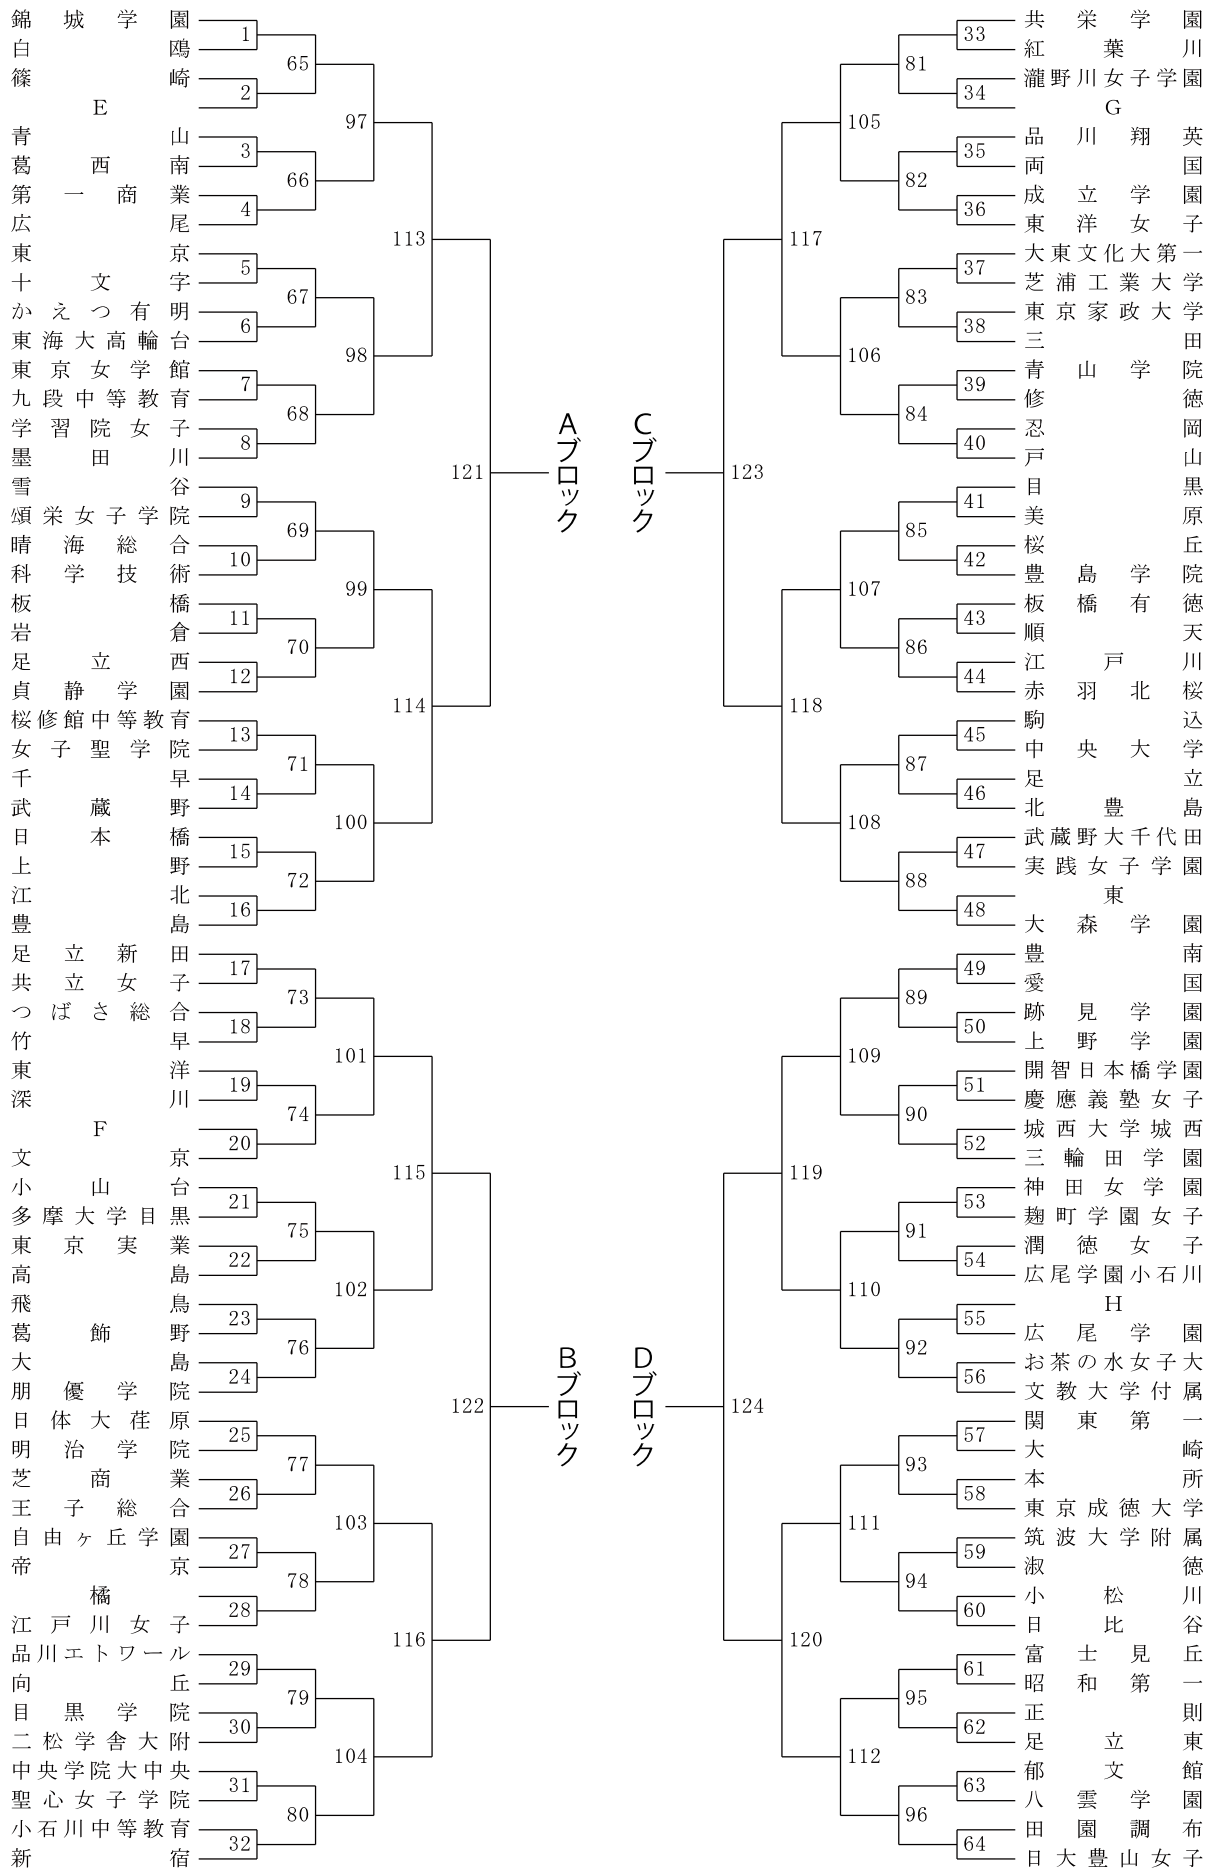 錦城学園
白鴎
篠崎
E
青山
葛西南
第一商業
広尾
東京
十文字
かえつ有明
東海大高輪台
東京女学館
九段中等教育
学習院女子
墨田川
雪谷
頌栄女子学院
晴海総合
科学技術
板橋
岩倉
足立西
貞静学園
桜修館中等教育
女子聖学院
千早
武蔵野
日本橋
上野
江北
豊島
足立新田
共立女子
つばさ総合
竹早
東洋
深川
F
文京
小山台
多摩大学目黒
東京実業
高島
飛鳥
葛飾野
大島
朋優学院
日体大荏原
明治学院
芝商業
王子総合
自由ヶ丘学園
帝京
橘
江戸川女子
品川エトワール
向丘
目黒学院
二松学舎大附
中央学院大中央
聖心女子学院
小石川中等教育
新宿
1
2
3
4
5
6
7
8
9
10
11
12
13
14
15
16
17
18
19
20
21
22
23
24
25
26
27
28
29
30
31
32
65
66
67
68
69
70
71
72
73
74
75
76
77
78
79
80
97
98
99
100
101
102
103
104
113
114
115
116
121
122
Aブロック
Bブロック
Cブロック
Dブロック
123
124
117
118
119
120
105
106
107
108
109
110
111
112
81
82
83
84
85
86
87
88
89
90
91
92
93
94
95
96
33
34
35
36
37
38
39
40
41
42
43
44
45
46
47
48
49
50
51
52
53
54
55
56
57
58
59
60
61
62
63
64
共栄学園
紅葉川
瀧野川女子学園
G
品川翔英
両国
成立学園
東洋女子
大東文化大第一
芝浦工業大学
東京家政大学
三田
青山学院
修徳
忍岡
戸山
目黒
美原
桜丘
豊島学院
板橋有徳
順天
江戸川
赤羽北桜
駒込
中央大学
足立
北豊島
武蔵野大千代田
実践女子学園
東
大森学園
豊南
愛国
跡見学園
上野学園
開智日本橋学園
慶應義塾女子
城西大学城西
三輪田学園
神田女学園
麹町学園女子
潤徳女子
広尾学園小石川
H
広尾学園
お茶の水女子大
文教大学付属
関東第一
大崎
本所
東京成徳大学
筑波大学附属
淑徳
小松川
日比谷
富士見丘
昭和第一
正則
足立東
郁文館
八雲学園
田園調布
日大豊山女子